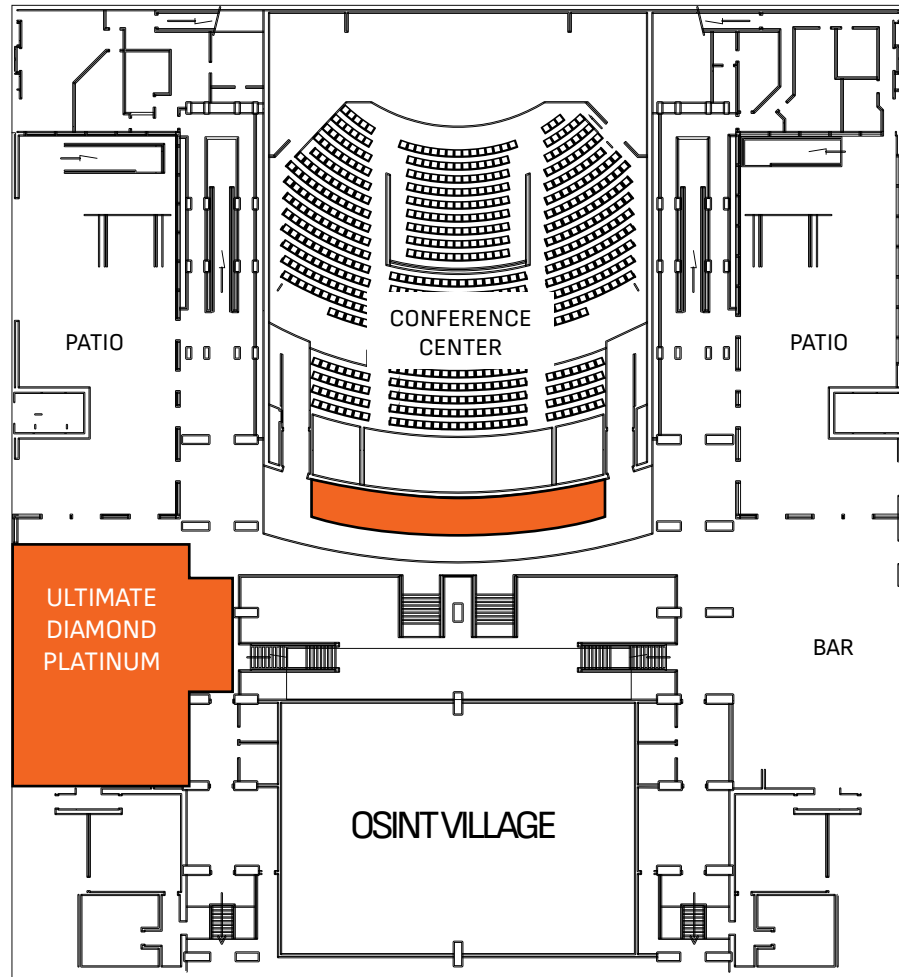 CONFERENCE
CENTER
PATIO
PATIO
ULTIMATE
DIAMOND
PLATINUM
BAR
OSINT VILLAGE